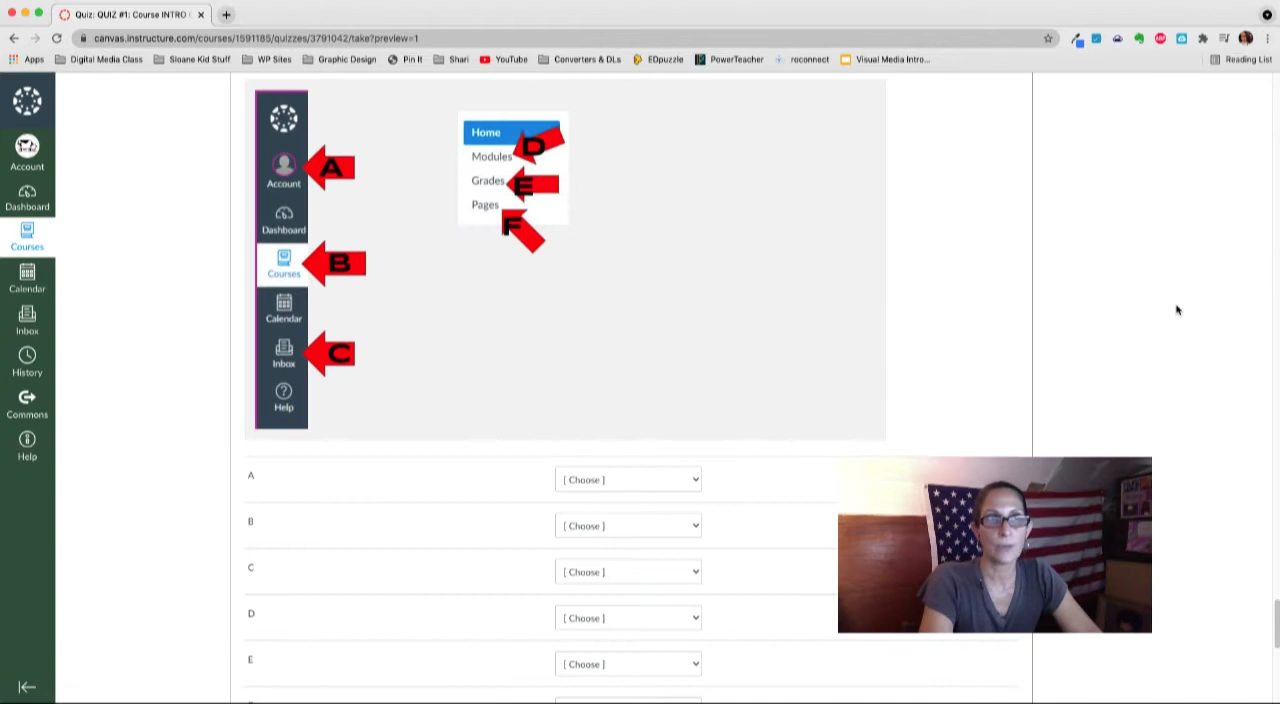 Quiz: QUIZ #1: Course INTRO
canvas.instructure.com/courses/1591185/quizzes/3791042/take?preview=1
Apps Digital Media Class Sloane Kid Stuff WP Sites Graphic Design Pin It Shari YouTube Converters & DLs EDpuzzle PowerTeacher reconnect Visual Media Intro... Reading List
Account
Dashboard
Courses
Calendar
Inbox
History
Commons
Help
Account
Dashboard
Courses
Calendar
Inbox
Help
A
B
C
Home
Modules
Grades
Pages
D
E
F
A [ Choose ]
B [ Choose ]
C [ Choose ]
D [ Choose ]
E [ Choose ]